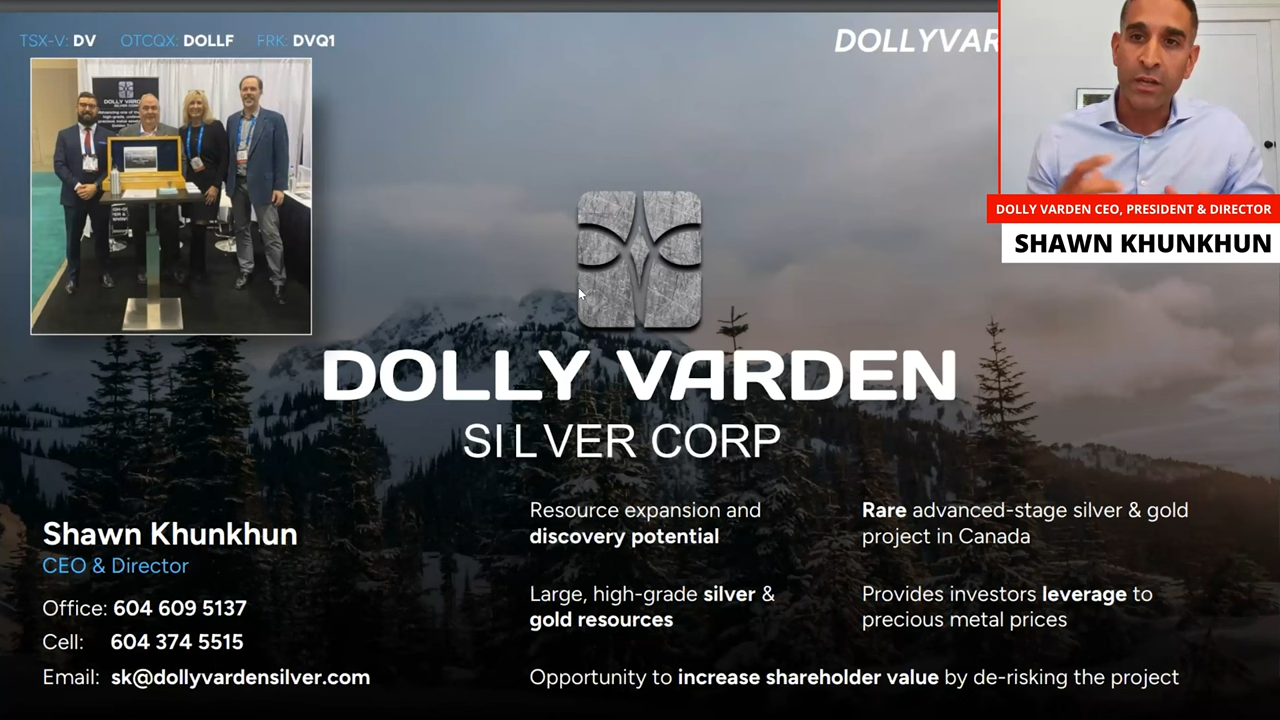 TSX-V: DV OTCQX: DOLLF FRK: DVQ1
DOLLYVAR
DOLLY VARDEN CEO, PRESIDENT & DIRECTOR
SHAWN KHUNKHUN
DOLLY VARDEN
SILVER CORP
Shawn Khunkhun
CEO & Director
Office: 604 609 5137
Cell: 604 374 5515
Email: sk@dollyvardensilver.com
Resource expansion and
discovery potential
Rare advanced-stage silver & gold
project in Canada
Large, high-grade silver &
gold resources
Provides investors leverage to
precious metal prices
Opportunity to increase shareholder value by de-risking the project